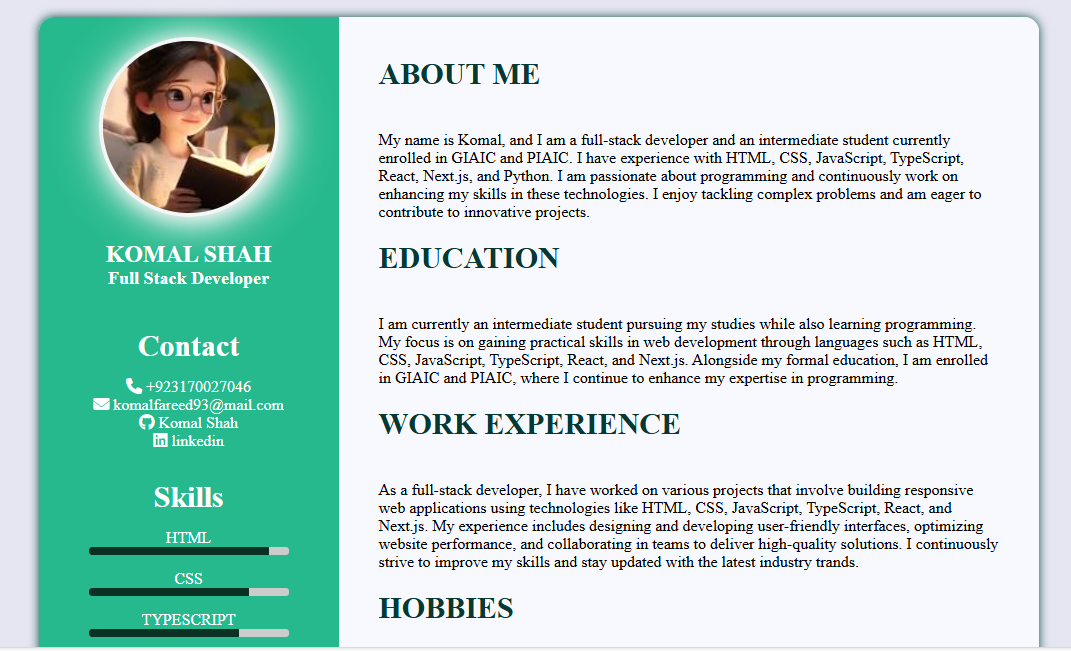 KOMAL SHAH
Full Stack Developer
Contact
+923170027046
komalfareed93@mail.com
Komal Shah
linkedin
Skills
HTML
CSS
TYPESCRIPT
ABOUT ME
My name is Komal, and I am a full-stack developer and an intermediate student currently
enrolled in GIAIC and PIAIC. I have experience with HTML, CSS, JavaScript, TypeScript,
React, Next.js, and Python. I am passionate about programming and continuously work on
enhancing my skills in these technologies. I enjoy tackling complex problems and am eager to
contribute to innovative projects.
EDUCATION
I am currently an intermediate student pursuing my studies while also learning programming.
My focus is on gaining practical skills in web development through languages such as HTML,
CSS, JavaScript, TypeScript, React, and Next.js. Alongside my formal education, I am enrolled
in GIAIC and PIAIC, where I continue to enhance my expertise in programming.
WORK EXPERIENCE
As a full-stack developer, I have worked on various projects that involve building responsive
web applications using technologies like HTML, CSS, JavaScript, TypeScript, React, and
Next.js. My experience includes designing and developing user-friendly interfaces, optimizing
website performance, and collaborating in teams to deliver high-quality solutions. I continuously
strive to improve my skills and stay updated with the latest industry trands.
HOBBIES